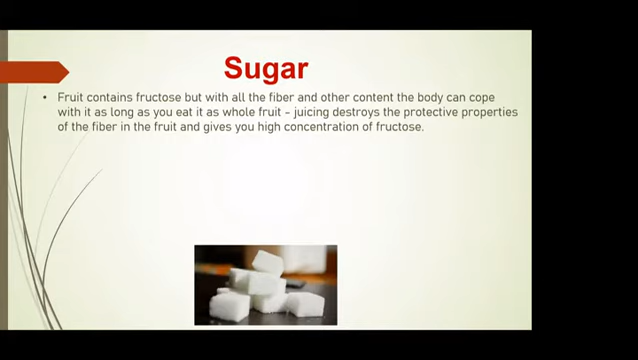 Sugar
• Fruit contains fructose but with all the fiber and other content the body can cope
with it as long as you eat it as whole fruit - juicing destroys the protective properties
of the fiber in the fruit and gives you high concentration of fructose.